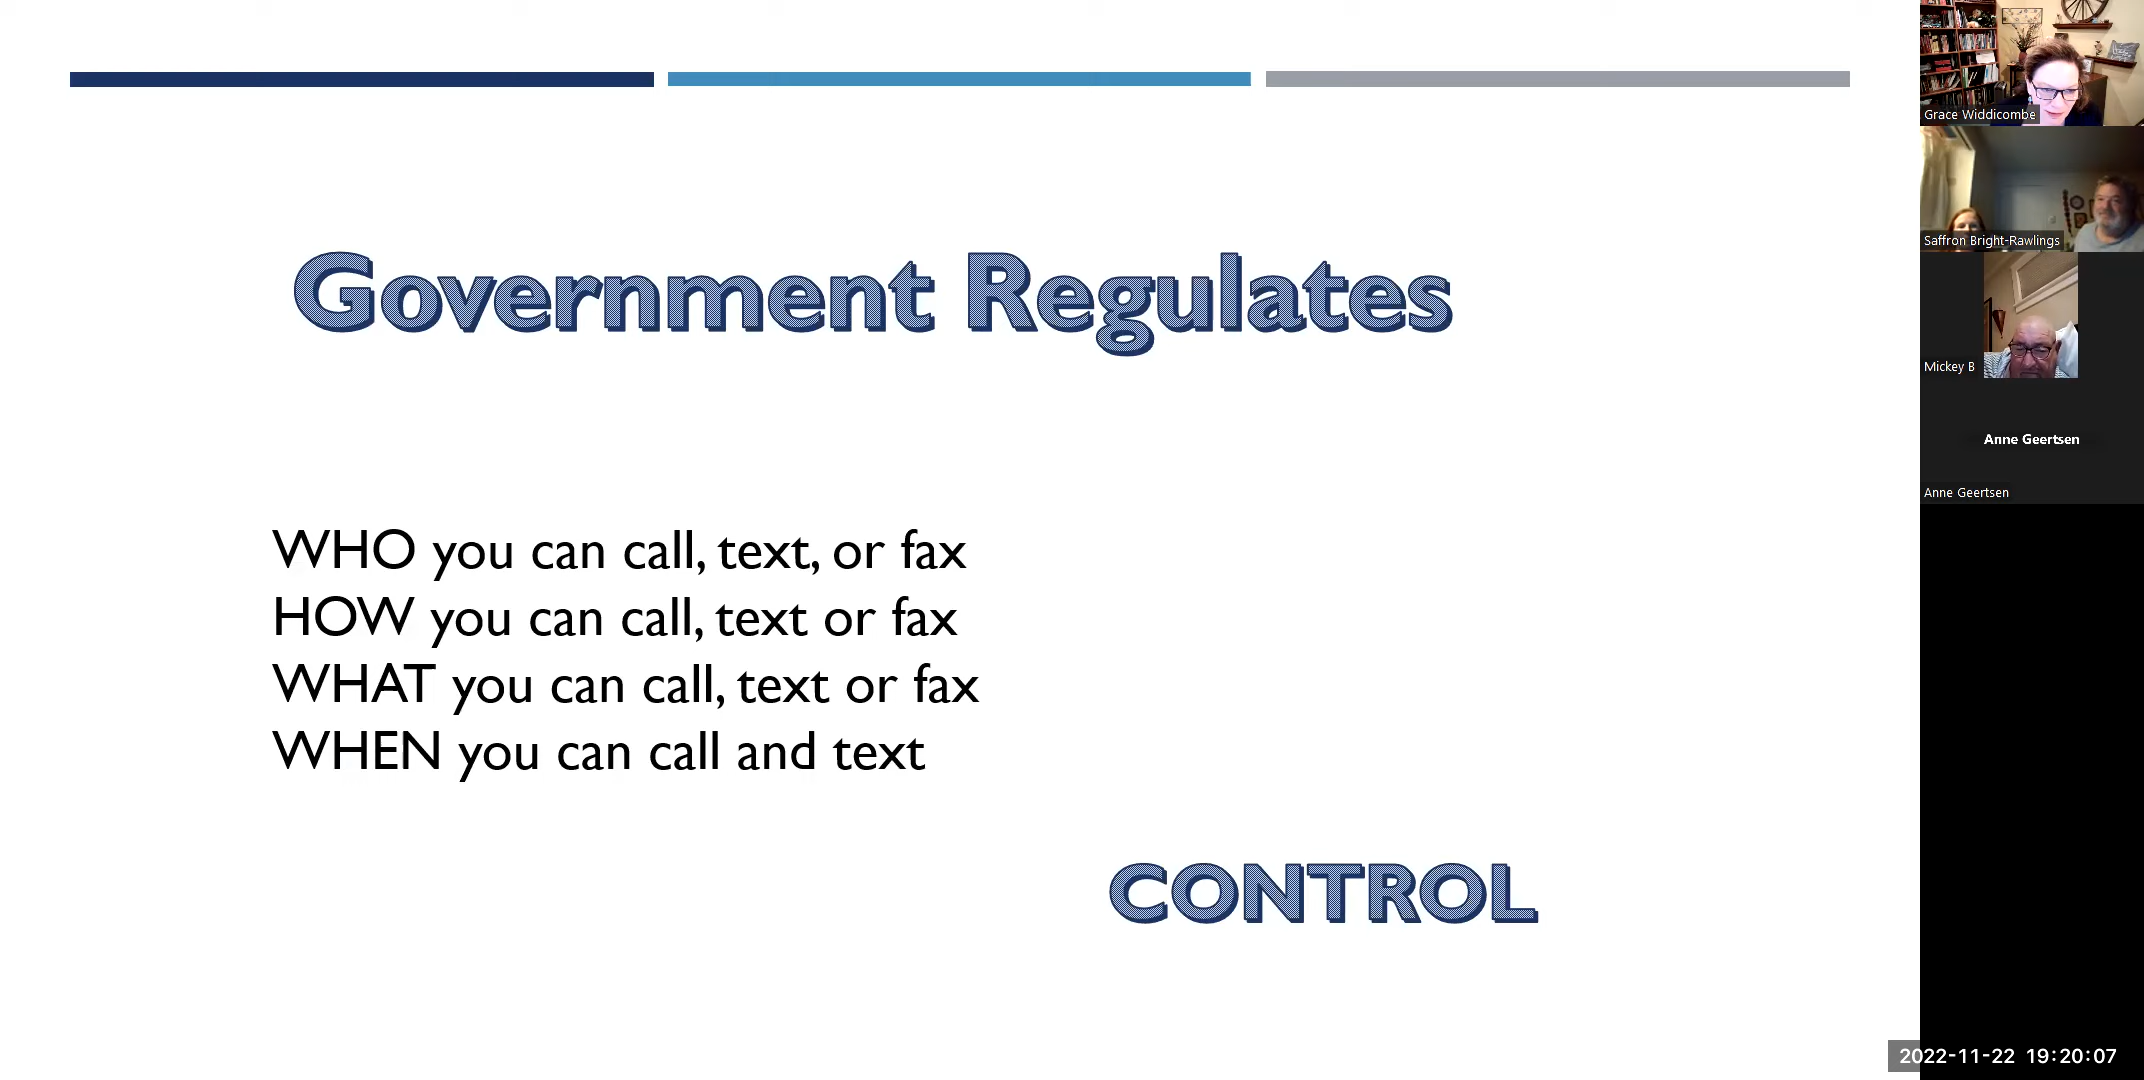 Government Regulates
WHO you can call, text, or fax
HOW you can call, text or fax
WHAT you can call, text or fax
WHEN you can call and text
CONTROL
Grace Widdicombe
Saffron Bright-Rawlings
Mickey B
Anne Geertsen
Anne Geertsen
2022-11-22 19:20:07